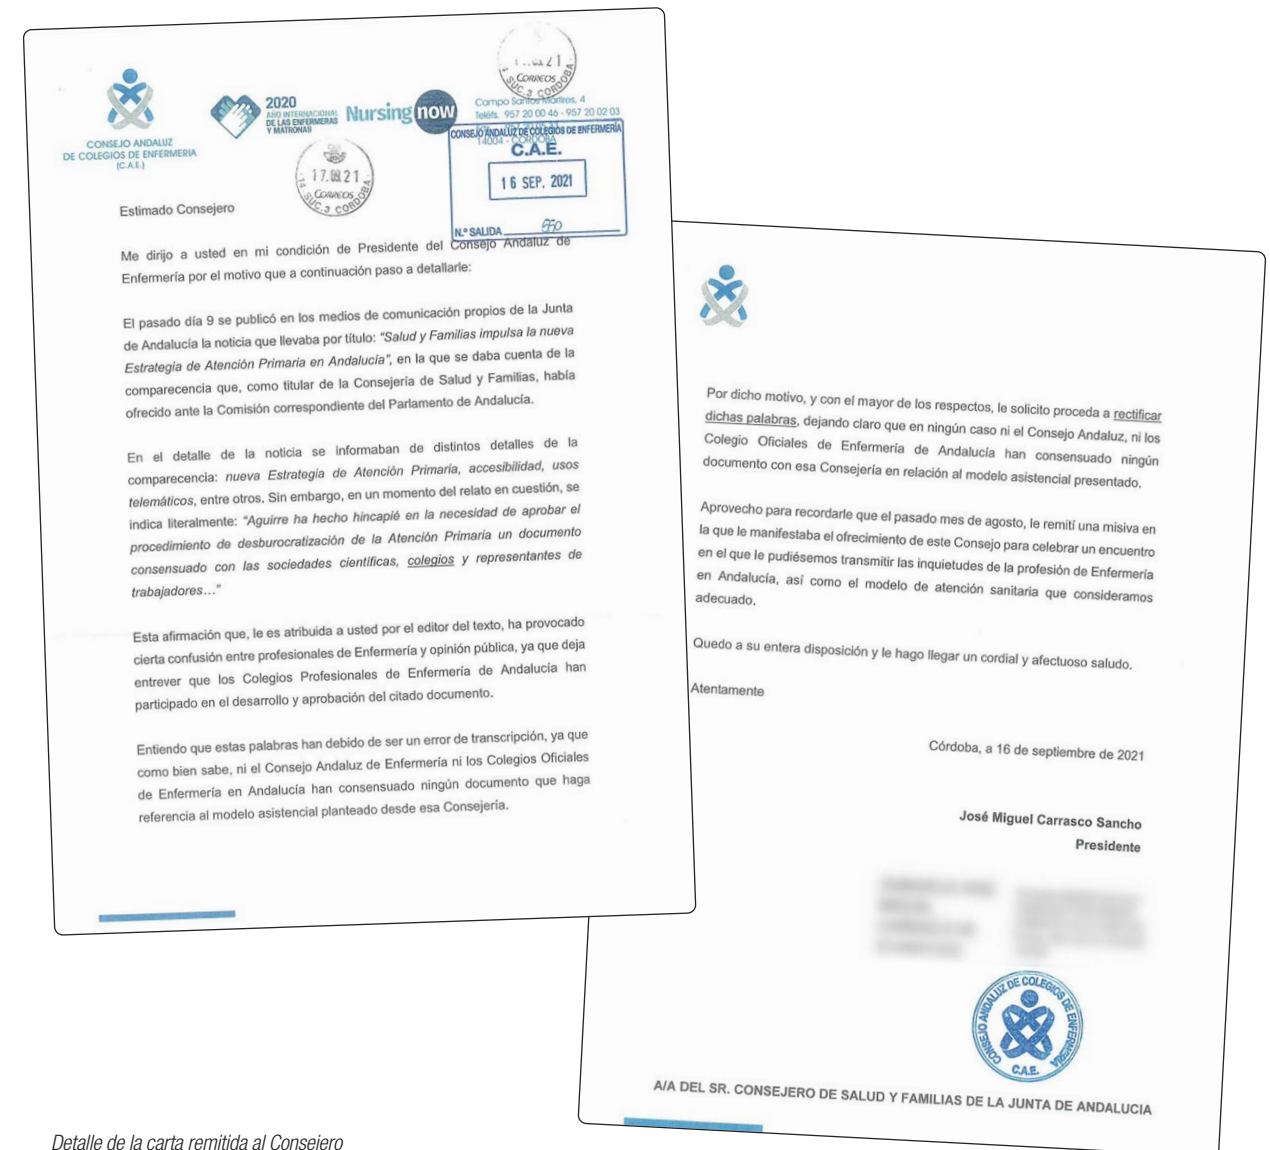 CONSEJO ANDALUZ
DE COLEGIOS DE ENFERMERIA
(C.A.E.)
2020
AÑO INTERNACIONAL
DE LAS ENFERMERAS
Y MATRONAS
Nursing now
CORREOS
SUC.3 CORDOBA
Campo Santos Mártires, 4
Teléfs. 957 20 00 46 - 957 20 02 03
14004 - CÓRDOBA
CONSEJO ANDALUZ DE COLEGIOS DE ENFERMERÍA
C.A.E.
16 SEP. 2021
N.º SALIDA 550
17.09.21
CORREOS
14 SUC.3 CORDOBA
Estimado Consejero
Me dirijo a usted en mi condición de Presidente del Consejo Andaluz de
Enfermería por el motivo que a continuación paso a detallarle:
El pasado día 9 se publicó en los medios de comunicación propios de la Junta
de Andalucía la noticia que llevaba por título: “Salud y Familias impulsa la nueva
Estrategia de Atención Primaria en Andalucía”, en la que se daba cuenta de la
comparecencia que, como titular de la Consejería de Salud y Familias, había
ofrecido ante la Comisión correspondiente del Parlamento de Andalucía.
En el detalle de la noticia se informaban de distintos detalles de la
comparecencia: nueva Estrategia de Atención Primaria, accesibilidad, usos
telemáticos, entre otros. Sin embargo, en un momento del relato en cuestión, se
indica literalmente: “Aguirre ha hecho hincapié en la necesidad de aprobar el
procedimiento de desburocratización de la Atención Primaria un documento
consensuado con las sociedades científicas, colegios y representantes de
trabajadores…”
Esta afirmación que, le es atribuida a usted por el editor del texto, ha provocado
cierta confusión entre profesionales de Enfermería y opinión pública, ya que deja
entrever que los Colegios Profesionales de Enfermería de Andalucía han
participado en el desarrollo y aprobación del citado documento.
Entiendo que estas palabras han debido de ser un error de transcripción, ya que
como bien sabe, ni el Consejo Andaluz de Enfermería ni los Colegios Oficiales
de Enfermería en Andalucía han consensuado ningún documento que haga
referencia al modelo asistencial planteado desde esa Consejería.
Por dicho motivo, y con el mayor de los respectos, le solicito proceda a rectificar
dichas palabras, dejando claro que en ningún caso ni el Consejo Andaluz, ni los
Colegio Oficiales de Enfermería de Andalucía han consensuado ningún
documento con esa Consejería en relación al modelo asistencial presentado.
Aprovecho para recordarle que el pasado mes de agosto, le remití una misiva en
la que le manifestaba el ofrecimiento de este Consejo para celebrar un encuentro
en el que le pudiésemos transmitir las inquietudes de la profesión de Enfermería
en Andalucía, así como el modelo de atención sanitaria que consideramos
adecuado.
Quedo a su entera disposición y le hago llegar un cordial y afectuoso saludo.
Atentamente
Córdoba, a 16 de septiembre de 2021
José Miguel Carrasco Sancho
Presidente
CONSEJO ANDALUZ DE COLEGIOS DE ENFERMERIA
C.A.E.
A/A DEL SR. CONSEJERO DE SALUD Y FAMILIAS DE LA JUNTA DE ANDALUCIA
Detalle de la carta remitida al Consejero